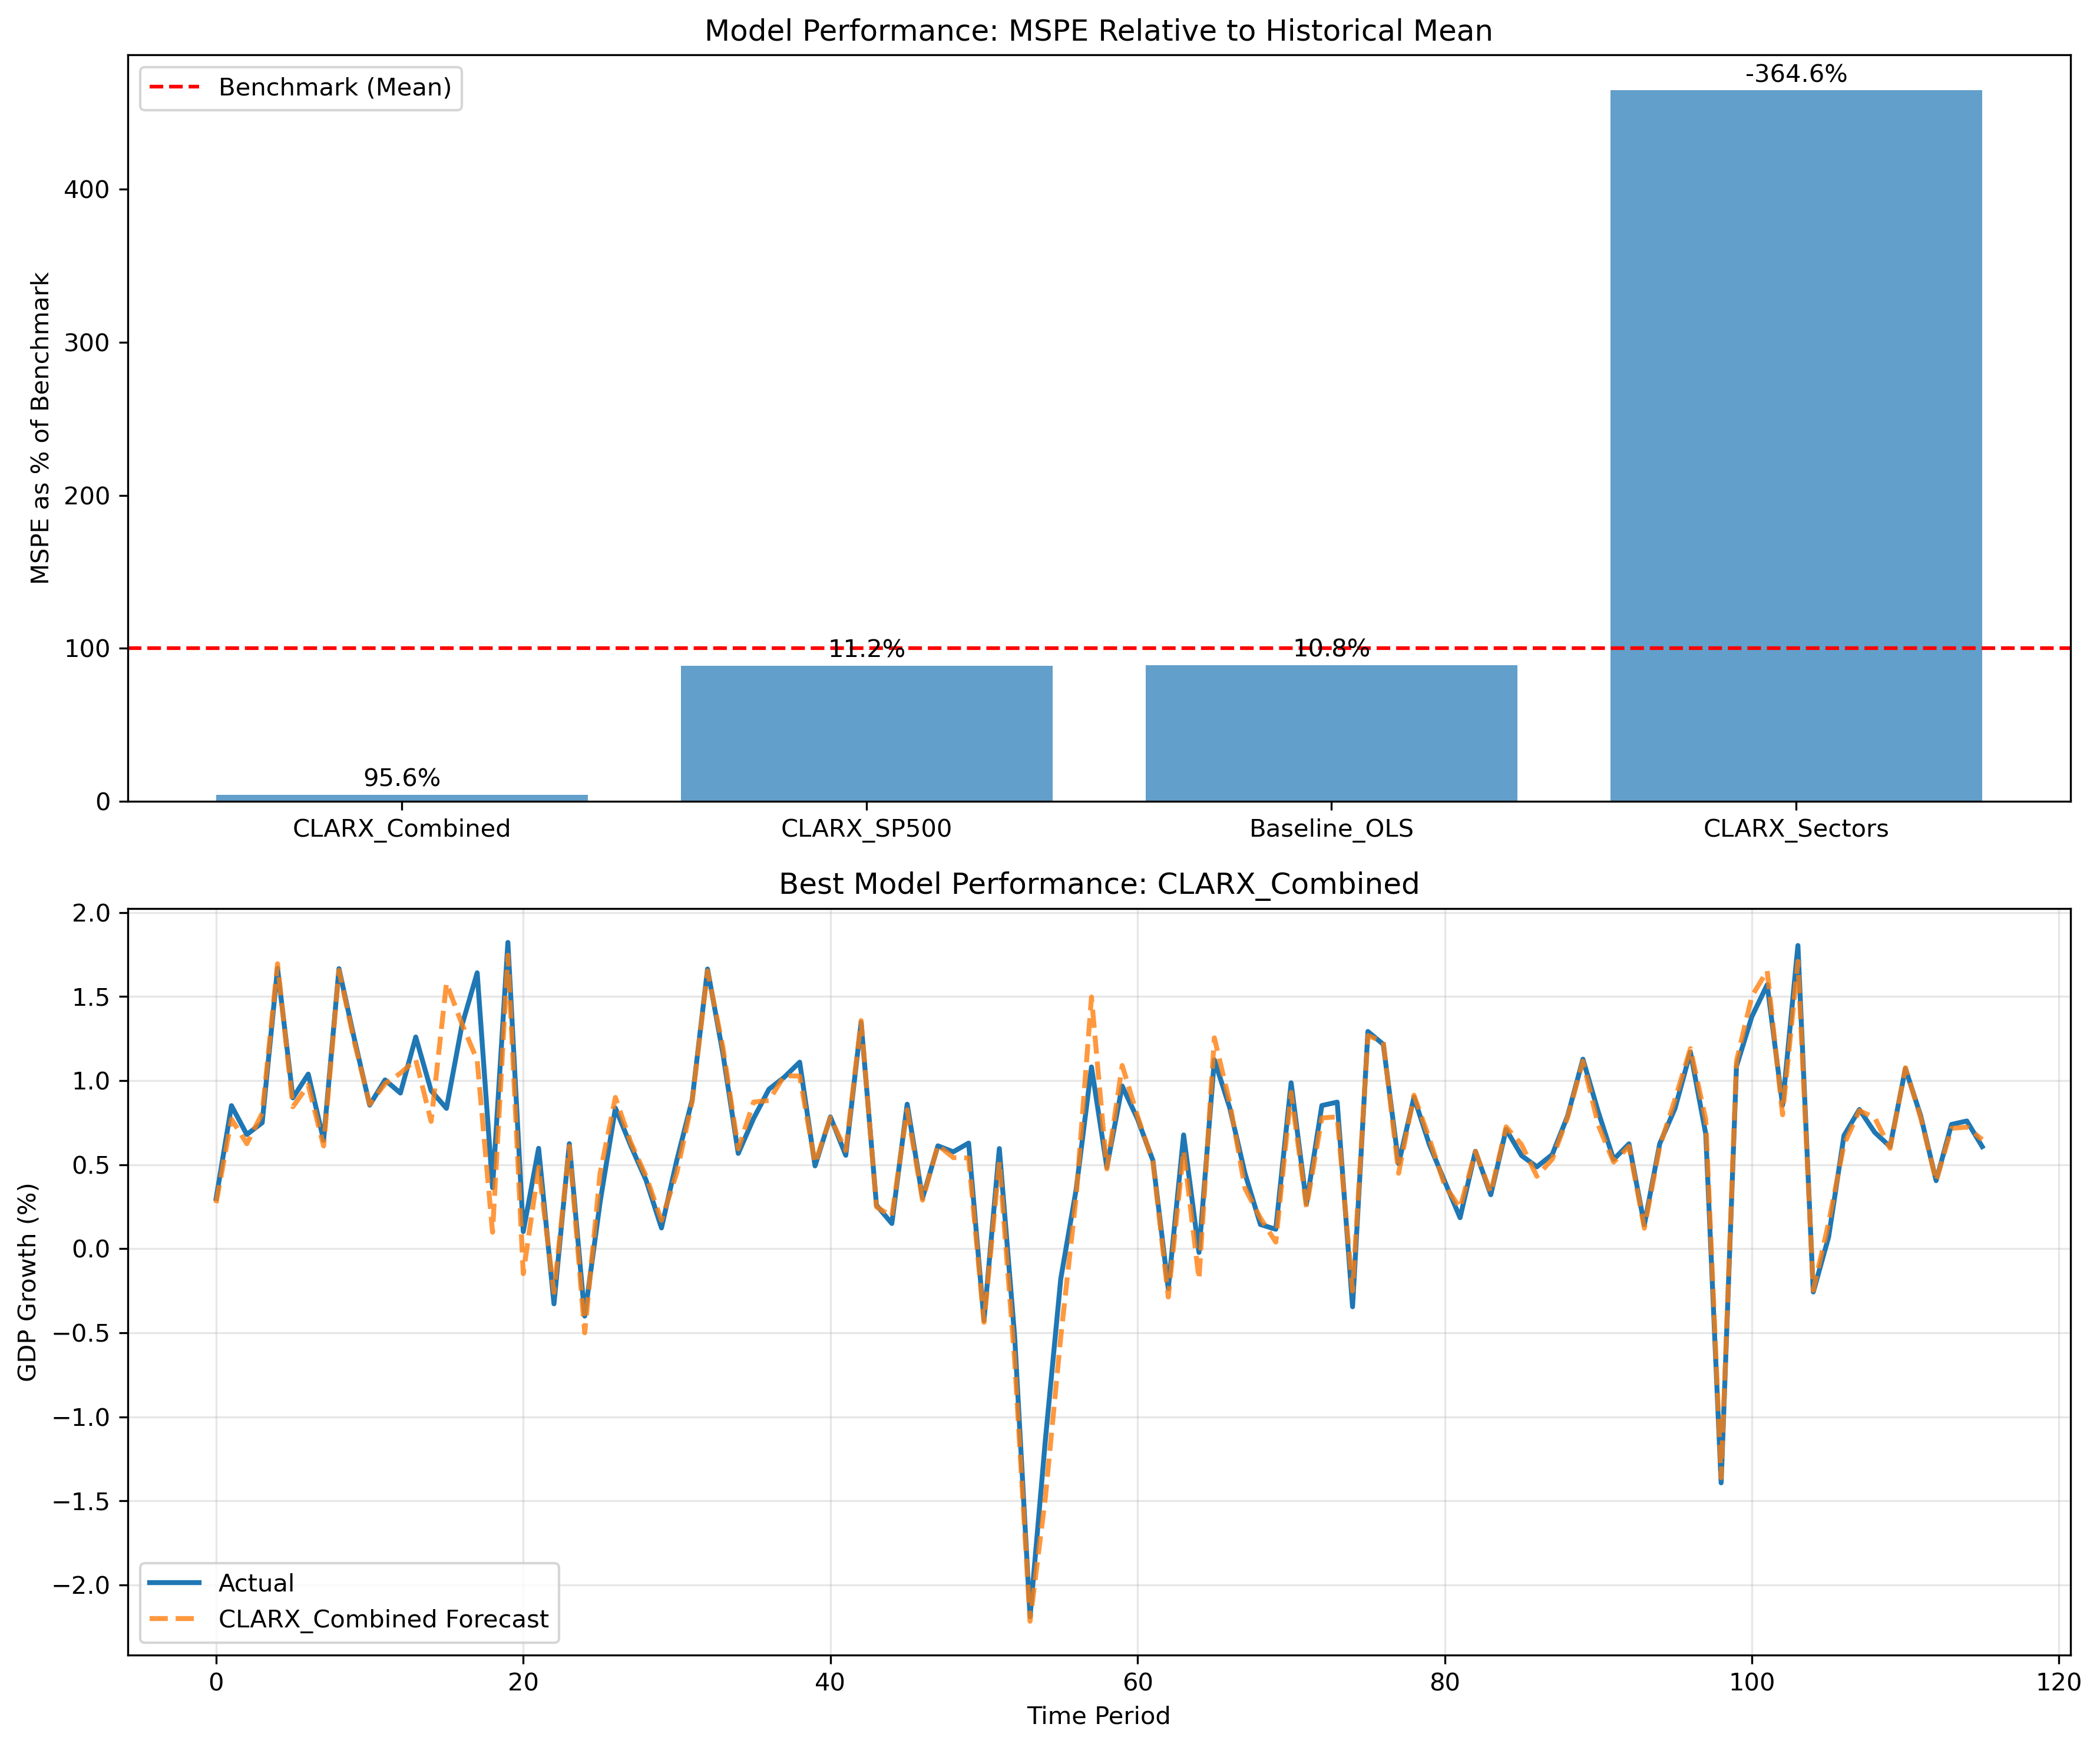 Model Performance: MSPE Relative to Historical Mean
Benchmark (Mean)
MSPE as % of Benchmark
400
300
200
100
0
95.6%
11.2%
10.8%
-364.6%
CLARX_Combined
CLARX_SP500
Baseline_OLS
CLARX_Sectors
Best Model Performance: CLARX_Combined
GDP Growth (%)
2.0
1.5
1.0
0.5
0.0
−0.5
−1.0
−1.5
−2.0
Actual
CLARX_Combined Forecast
0
20
40
60
80
100
120
Time Period